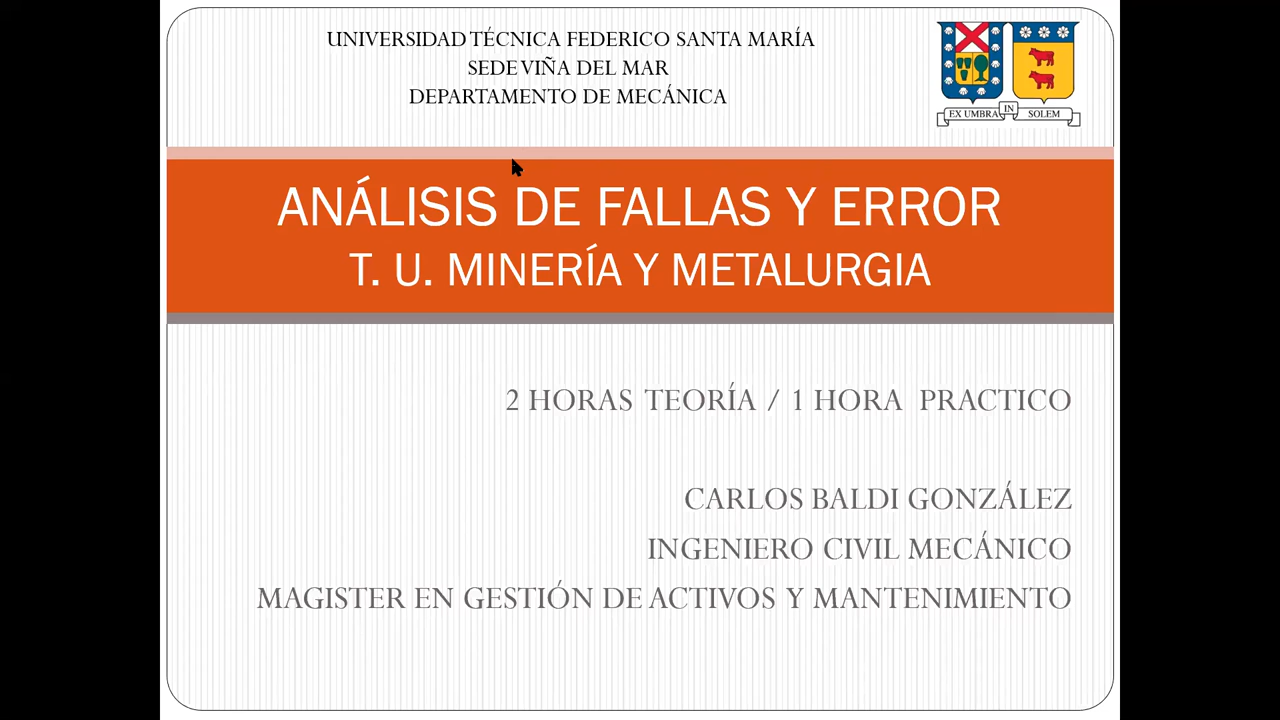 UNIVERSIDAD TÉCNICA FEDERICO SANTA MARÍA
SEDE VIÑA DEL MAR
DEPARTAMENTO DE MECÁNICA
EX UMBRA IN SOLEM
ANÁLISIS DE FALLAS Y ERROR
T. U. MINERÍA Y METALURGIA
2 HORAS TEORÍA / 1 HORA PRACTICO
CARLOS BALDI GONZÁLEZ
INGENIERO CIVIL MECÁNICO
MAGISTER EN GESTIÓN DE ACTIVOS Y MANTENIMIENTO